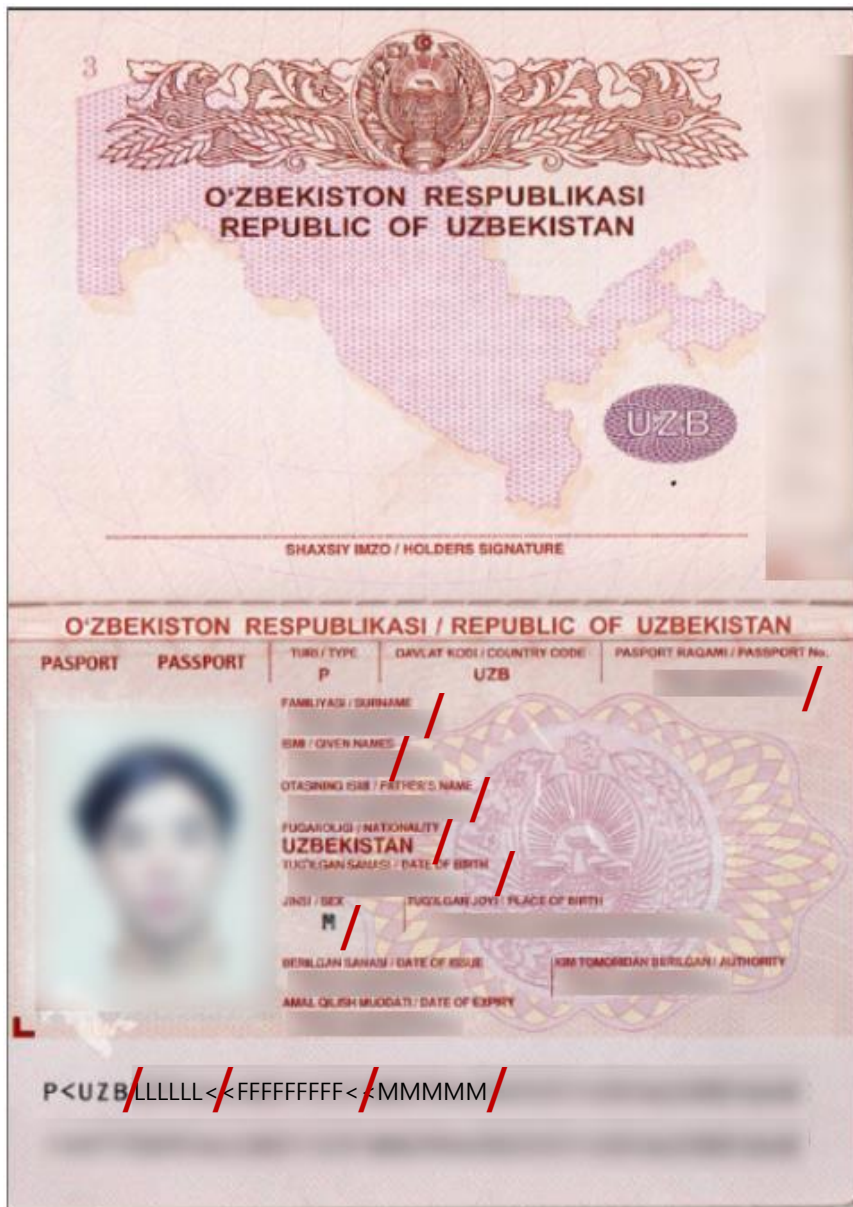 3
O‘ZBEKISTON RESPUBLIKASI
REPUBLIC OF UZBEKISTAN
UZB
SHAXSIY IMZO / HOLDERS SIGNATURE
O‘ZBEKISTON RESPUBLIKASI / REPUBLIC OF UZBEKISTAN
PASPORT PASSPORT
TURI / TYPE DAVLAT KODI / COUNTRY CODE PASPORT RAQAMI / PASSPORT No.
P UZB
FAMILIYASI / SURNAME
ISMI / GIVEN NAMES
OTASINING ISMI / FATHER'S NAME
FUQAROLIGI / NATIONALITY
UZBEKISTAN
TUG‘ILGAN SANASI / DATE OF BIRTH
JINSI / SEX TUG‘ILGAN JOYI / PLACE OF BIRTH
M
BERILGAN SANASI / DATE OF ISSUE KIM TOMONIDAN BERILGAN / AUTHORITY
AMAL QILISH MUDDATI / DATE OF EXPIRY
P<UZB/LLLLLL<<FFFFFFFFF<<MMMMM/